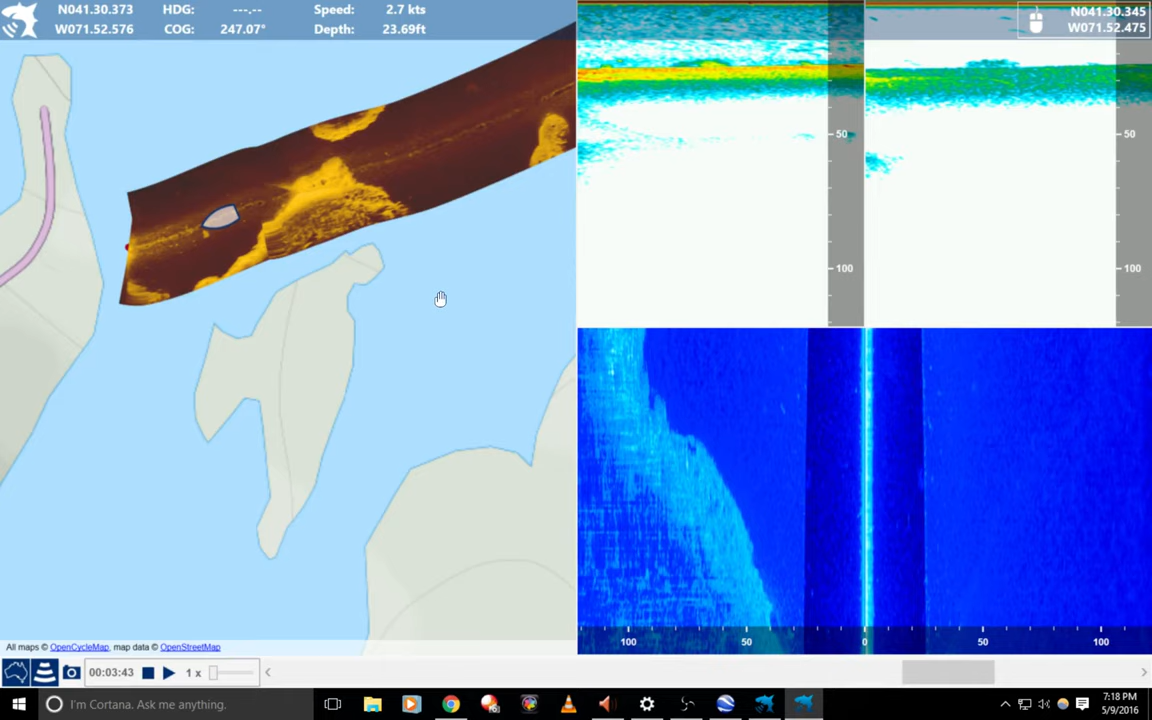 N041.30.373 HDG: ---.-- Speed: 2.7 kts
W071.52.576 COG: 247.07° Depth: 23.69ft
N041.30.345
W071.52.475
50
100
50
100
100 50 0 50 100
All maps © OpenCycleMap, map data © OpenStreetMap
00:03:43 1 x
I'm Cortana. Ask me anything.
7:18 PM
5/9/2016